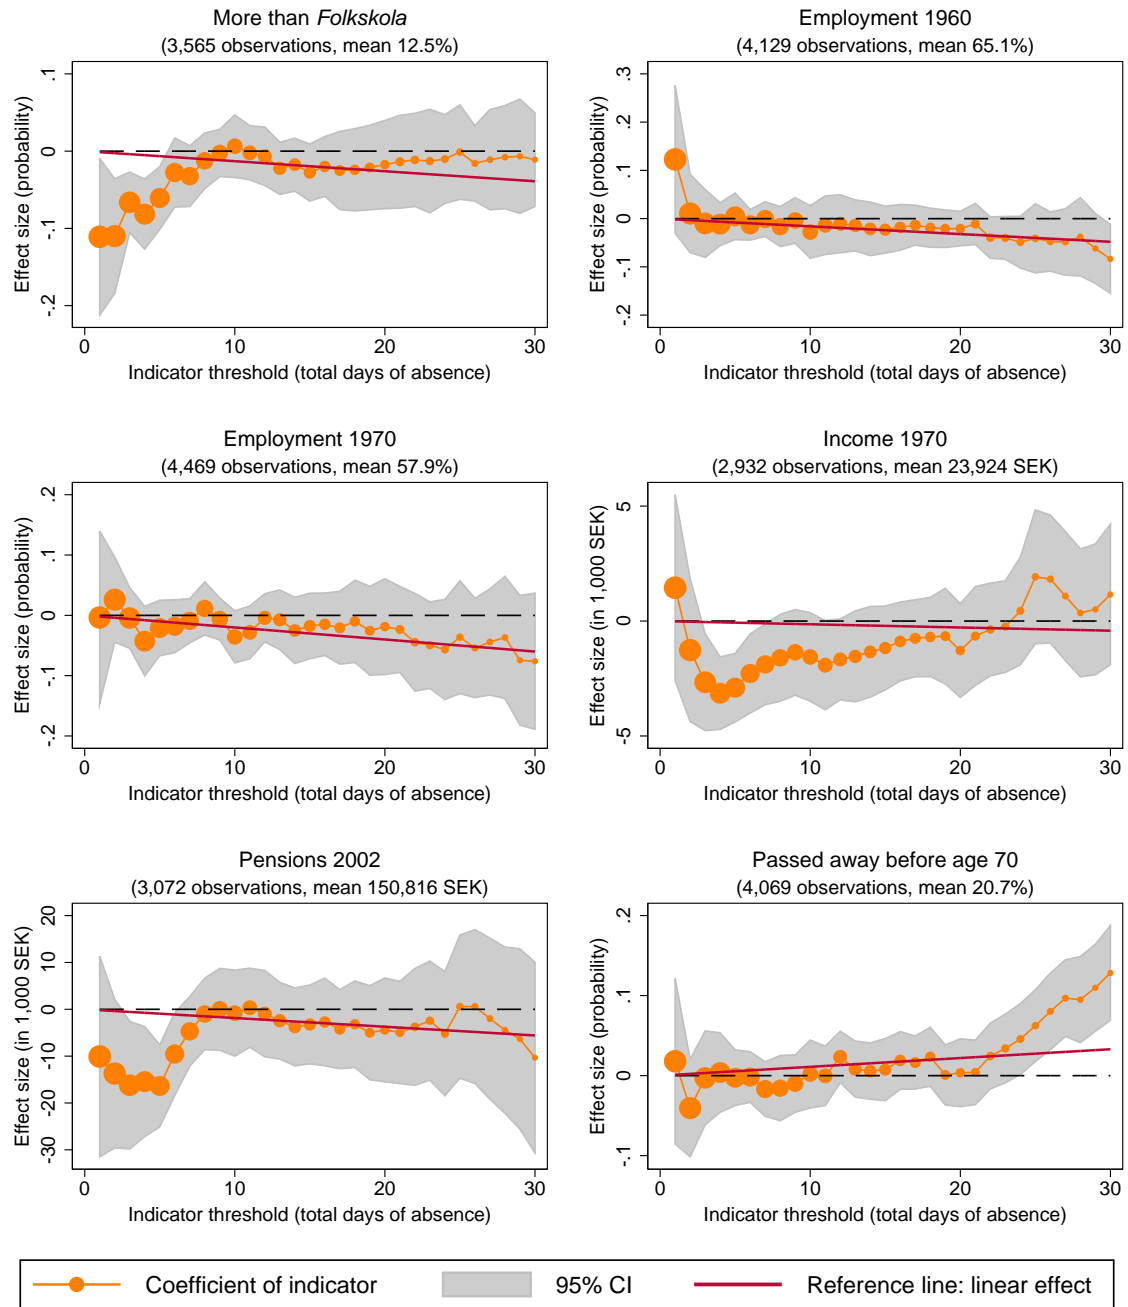 More than Folkskola
(3,565 observations, mean 12.5%)
Effect size (probability)
.1
0
-.1
-.2
0 10 20 30
Indicator threshold (total days of absence)
Employment 1960
(4,129 observations, mean 65.1%)
Effect size (probability)
.3
.2
.1
0
-.1
-.2
0 10 20 30
Indicator threshold (total days of absence)
Employment 1970
(4,469 observations, mean 57.9%)
Effect size (probability)
.2
.1
0
-.1
-.2
0 10 20 30
Indicator threshold (total days of absence)
Income 1970
(2,932 observations, mean 23,924 SEK)
Effect size (in 1,000 SEK)
5
0
-5
0 10 20 30
Indicator threshold (total days of absence)
Pensions 2002
(3,072 observations, mean 150,816 SEK)
Effect size (in 1,000 SEK)
20
10
0
-10
-20
-30
0 10 20 30
Indicator threshold (total days of absence)
Passed away before age 70
(4,069 observations, mean 20.7%)
Effect size (probability)
.2
.1
0
-.1
0 10 20 30
Indicator threshold (total days of absence)
Coefficient of indicator 95% CI Reference line: linear effect